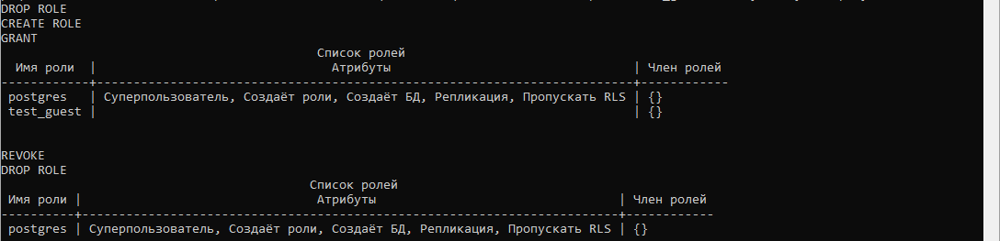 DROP ROLE
CREATE ROLE
GRANT
Список ролей
Имя роли | Атрибуты | Член ролей
------------+------------------------------------------------------------------------+------------
postgres | Суперпользователь, Создаёт роли, Создаёт БД, Репликация, Пропускать RLS | {}
test_guest | | {}
REVOKE
DROP ROLE
Список ролей
Имя роли | Атрибуты | Член ролей
----------+------------------------------------------------------------------------+------------
postgres | Суперпользователь, Создаёт роли, Создаёт БД, Репликация, Пропускать RLS | {}